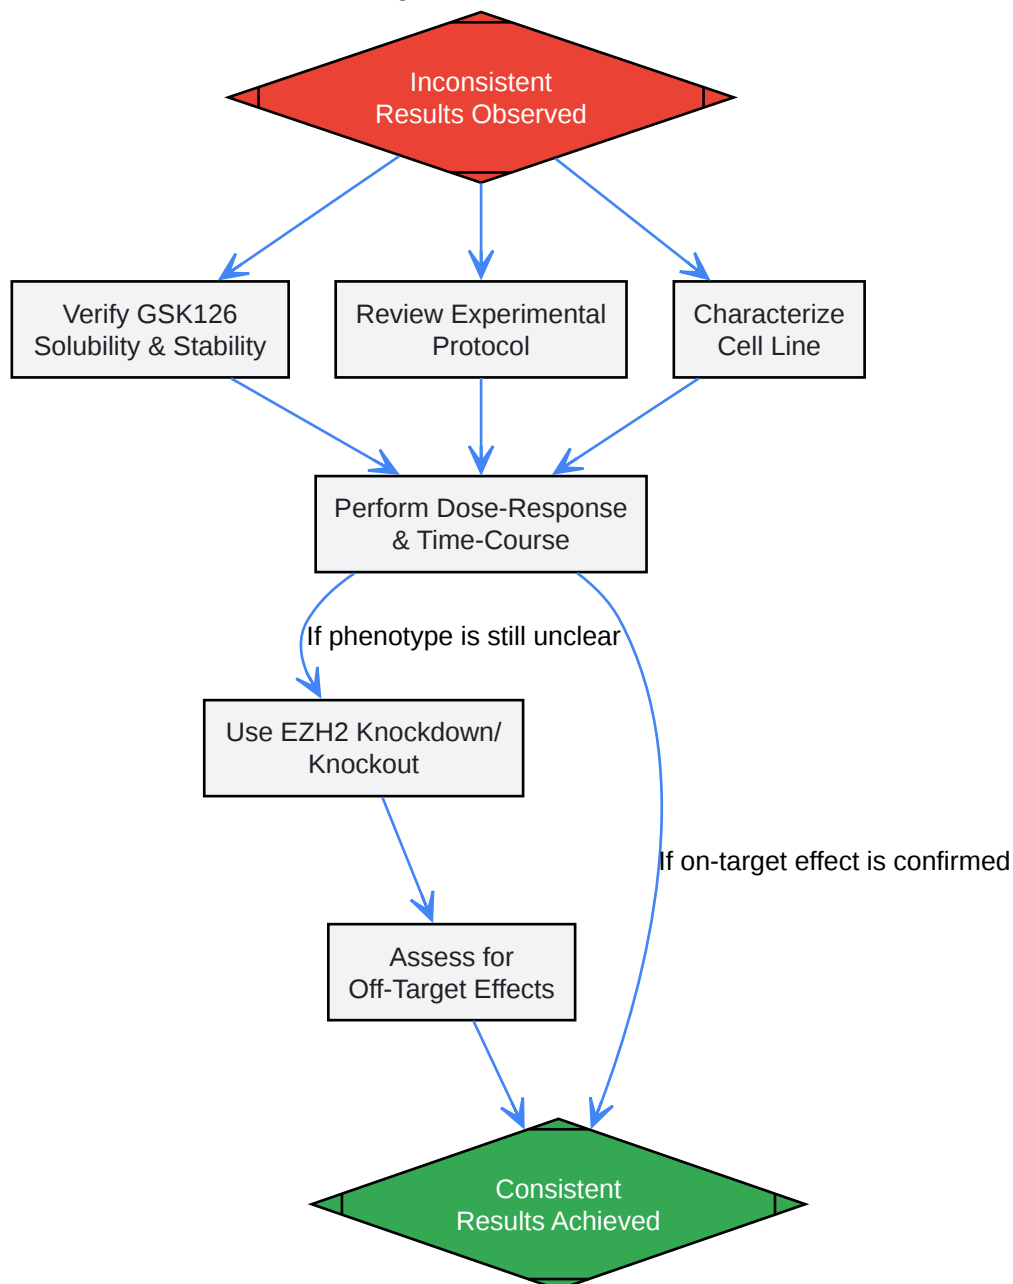 Inconsistent
Results Observed
Verify GSK126
Solubility & Stability
Review Experimental
Protocol
Characterize
Cell Line
Perform Dose-Response
& Time-Course
If phenotype is still unclear
Use EZH2 Knockdown/
Knockout
If on-target effect is confirmed
Assess for
Off-Target Effects
Consistent
Results Achieved